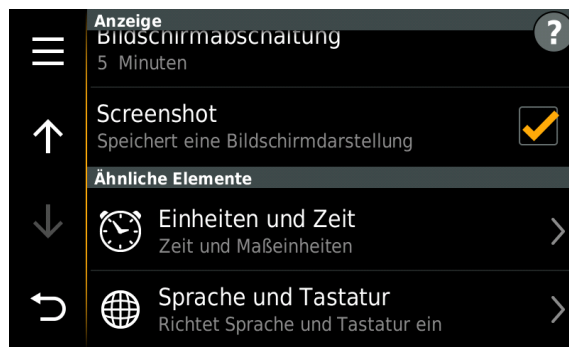 Anzeige
?
Bildschirmabschaltung
5 Minuten
Screenshot
Speichert eine Bildschirmdarstellung
Ähnliche Elemente
Einheiten und Zeit
Zeit und Maßeinheiten
Sprache und Tastatur
Richtet Sprache und Tastatur ein